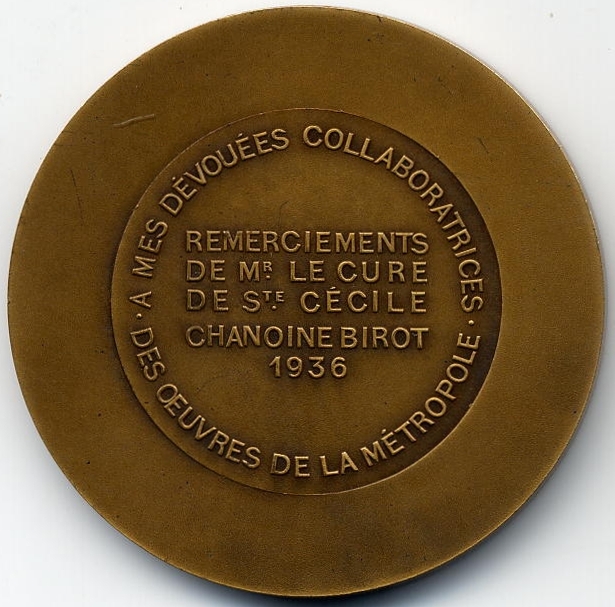 · A MES DÉVOUÉES COLLABORATRICES ·
DES ŒUVRES DE LA MÉTROPOLE
REMERCIEMENTS
DE MR. LE CURE
DE STE. CÉCILE
CHANOINE BIROT
1936